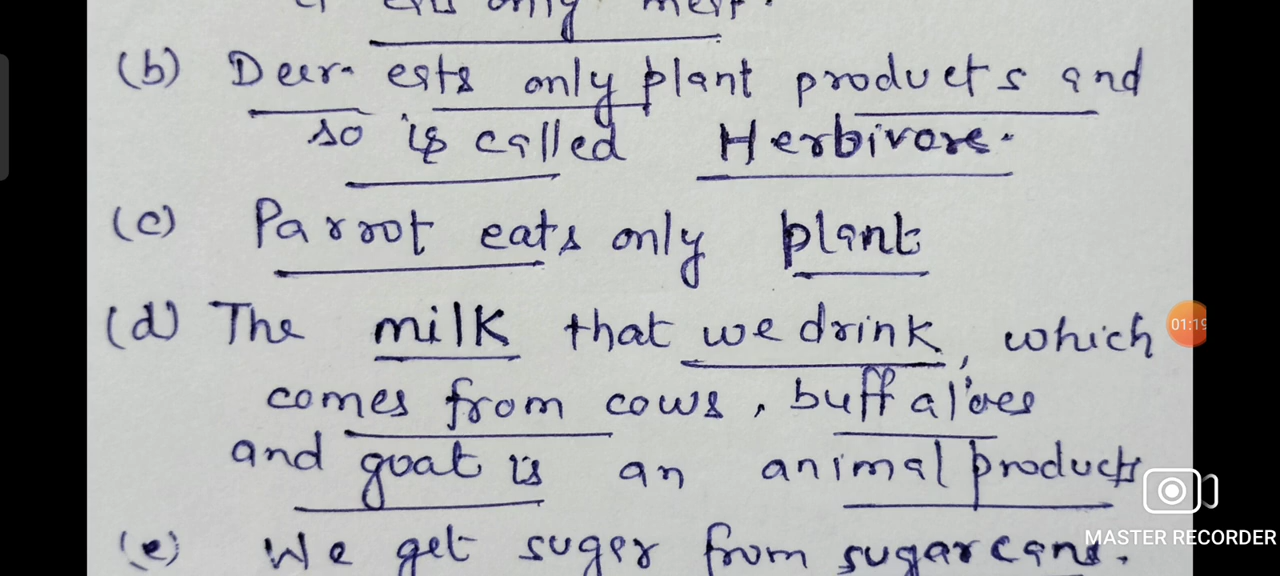 (b) Deer eats only plant products and
so is called Herbivore.
(c) Parrot eats only plant
(d) The milk that we drink, which
comes from cows, buffaloes
and goat is an animal products
(e) We get suger from sugarcane.
01:19
MASTER RECORDER